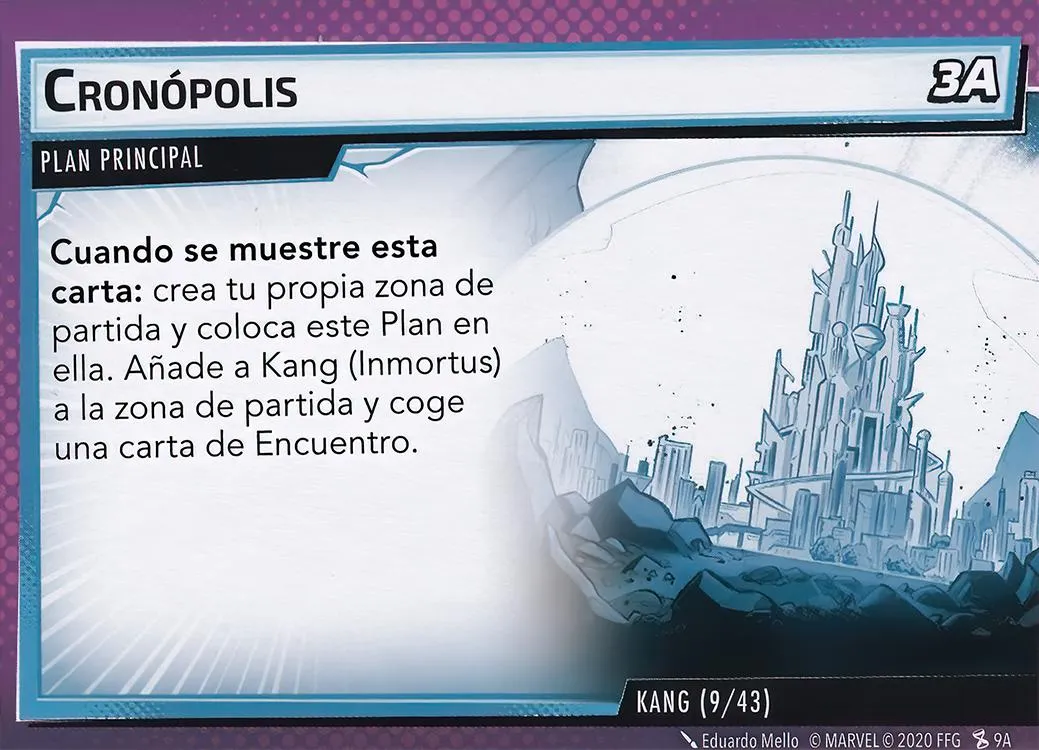 CRONÓPOLIS
3A
PLAN PRINCIPAL
Cuando se muestre esta
carta: crea tu propia zona de
partida y coloca este Plan en
ella. Añade a Kang (Inmortus)
a la zona de partida y coge
una carta de Encuentro.
KANG (9/43)
Eduardo Mello © MARVEL © 2020 FFG 9A